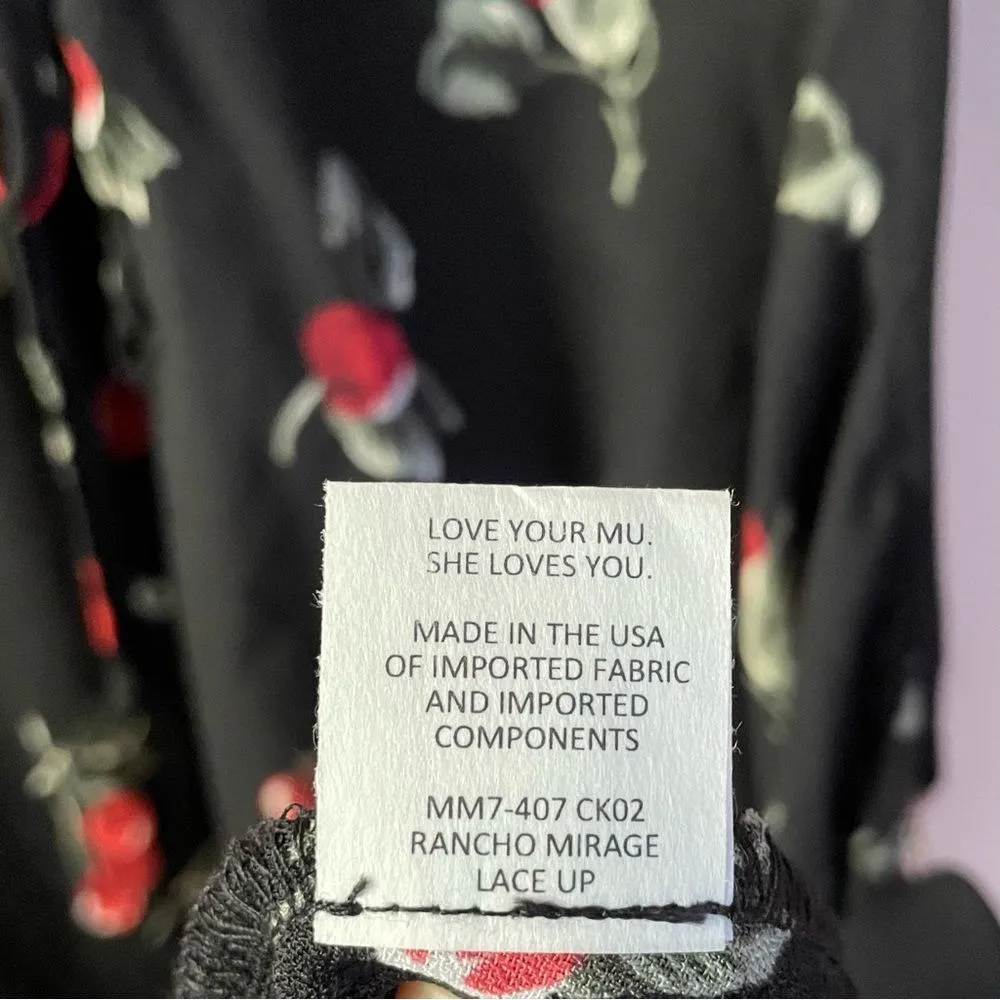 LOVE YOUR MU.
SHE LOVES YOU.
MADE IN THE USA
OF IMPORTED FABRIC
AND IMPORTED
COMPONENTS
MM7-407 CK02
RANCHO MIRAGE
LACE UP